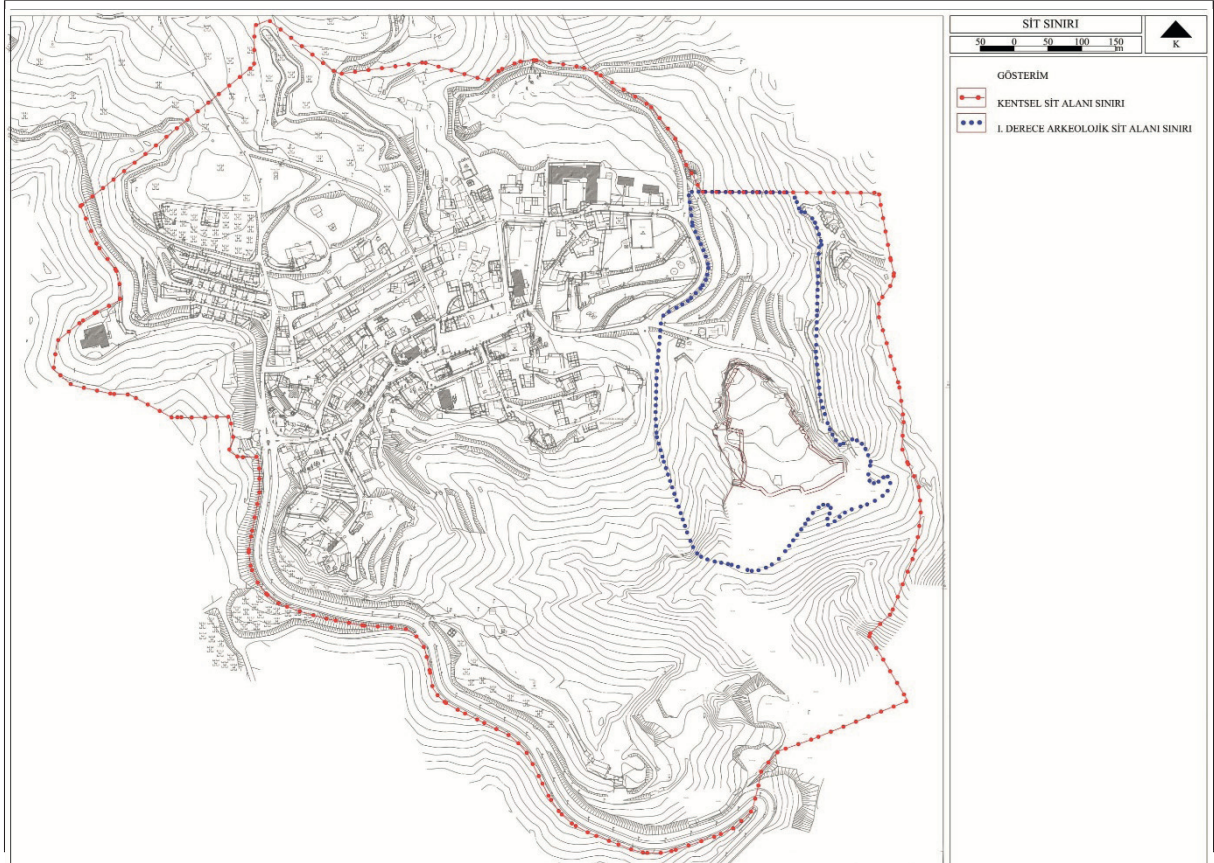 SİT SINIRI
50 0 50 100 150
m
K
GÖSTERİM
KENTSEL SİT ALANI SINIRI
I. DERECE ARKEOLOJİK SİT ALANI SINIRI